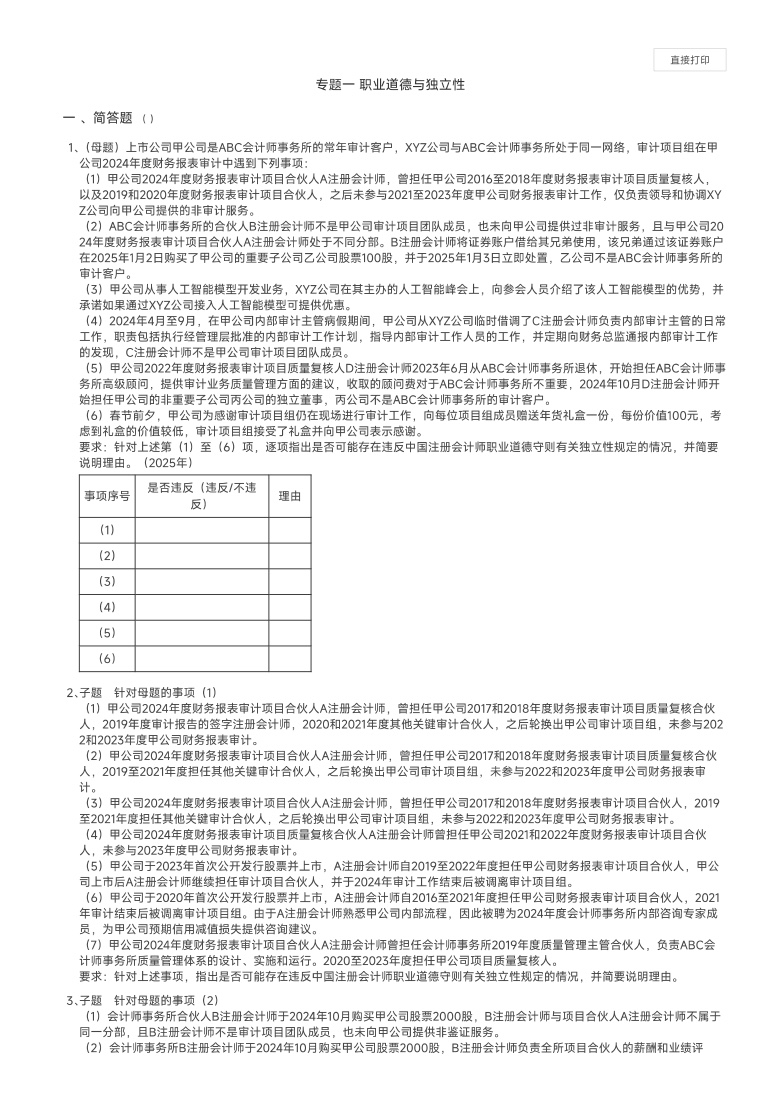 直接打印
专题一 职业道德与独立性
一 、简答题 （ ）
1、（母题）上市公司甲公司是ABC会计师事务所的常年审计客户，XYZ公司与ABC会计师事务所处于同一网络，审计项目组在甲
公司2024年度财务报表审计中遇到下列事项：
（1）甲公司2024年度财务报表审计项目合伙人A注册会计师，曾担任甲公司2016至2018年度财务报表审计项目质量复核人，
以及2019和2020年度财务报表审计项目合伙人，之后未参与2021至2023年度甲公司财务报表审计工作，仅负责领导和协调XY
Z公司向甲公司提供的非审计服务。
（2）ABC会计师事务所的合伙人B注册会计师不是甲公司审计项目团队成员，也未向甲公司提供过非审计服务，且与甲公司20
24年度财务报表审计项目合伙人A注册会计师处于不同分部。B注册会计师将证券账户借给其兄弟使用，该兄弟通过该证券账户
在2025年1月2日购买了甲公司的重要子公司乙公司股票100股，并于2025年1月3日立即处置，乙公司不是ABC会计师事务所的
审计客户。
（3）甲公司从事人工智能模型开发业务，XYZ公司在其主办的人工智能峰会上，向参会人员介绍了该人工智能模型的优势，并
承诺如果通过XYZ公司接入人工智能模型可提供优惠。
（4）2024年4月至9月，在甲公司内部审计主管病假期间，甲公司从XYZ公司临时借调了C注册会计师负责内部审计主管的日常
工作，职责包括执行经管理层批准的内部审计工作计划，指导内部审计工作人员的工作，并定期向财务总监通报内部审计工作
的发现，C注册会计师不是甲公司审计项目团队成员。
（5）甲公司2022年度财务报表审计项目质量复核人D注册会计师2023年6月从ABC会计师事务所退休，开始担任ABC会计师事
务所高级顾问，提供审计业务质量管理方面的建议，收取的顾问费对于ABC会计师事务所不重要，2024年10月D注册会计师开
始担任甲公司的非重要子公司丙公司的独立董事，丙公司不是ABC会计师事务所的审计客户。
（6）春节前夕，甲公司为感谢审计项目组仍在现场进行审计工作，向每位项目组成员赠送年货礼盒一份，每份价值100元，考
虑到礼盒的价值较低，审计项目组接受了礼盒并向甲公司表示感谢。
要求：针对上述第（1）至（6）项，逐项指出是否可能存在违反中国注册会计师职业道德守则有关独立性规定的情况，并简要
说明理由。（2025年）
事项序号 是否违反（违反/不违反） 理由
（1）
（2）
（3）
（4）
（5）
（6）
2、子题 针对母题的事项（1）
（1）甲公司2024年度财务报表审计项目合伙人A注册会计师，曾担任甲公司2017和2018年度财务报表审计项目质量复核合伙
人，2019年度审计报告的签字注册会计师，2020和2021年度其他关键审计合伙人，之后轮换出甲公司审计项目组，未参与202
2和2023年度甲公司财务报表审计。
（2）甲公司2024年度财务报表审计项目合伙人A注册会计师，曾担任甲公司2017和2018年度财务报表审计项目质量复核合伙
人，2019至2021年度担任其他关键审计合伙人，之后轮换出甲公司审计项目组，未参与2022和2023年度甲公司财务报表审
计。
（3）甲公司2024年度财务报表审计项目合伙人A注册会计师，曾担任甲公司2017和2018年度财务报表审计项目合伙人，2019
至2021年度担任其他关键审计合伙人，之后轮换出甲公司审计项目组，未参与2022和2023年度甲公司财务报表审计。
（4）甲公司2024年度财务报表审计项目质量复核合伙人A注册会计师曾担任甲公司2021和2022年度财务报表审计项目合伙
人，未参与2023年度甲公司财务报表审计。
（5）甲公司于2023年首次公开发行股票并上市，A注册会计师自2019至2022年度担任甲公司财务报表审计项目合伙人，甲公
司上市后A注册会计师继续担任审计项目合伙人，并于2024年审计工作结束后被调离审计项目组。
（6）甲公司于2020年首次公开发行股票并上市，A注册会计师自2016至2021年度担任甲公司财务报表审计项目合伙人，2021
年审计结束后被调离审计项目组。由于A注册会计师熟悉甲公司内部流程，因此被聘为2024年度会计师事务所内部咨询专家成
员，为甲公司预期信用减值损失提供咨询建议。
（7）甲公司2024年度财务报表审计项目合伙人A注册会计师曾担任会计师事务所2019年度质量管理主管合伙人，负责ABC会
计师事务所质量管理体系的设计、实施和运行。2020至2023年度担任甲公司项目质量复核人。
要求：针对上述事项，指出是否可能存在违反中国注册会计师职业道德守则有关独立性规定的情况，并简要说明理由。
3、子题 针对母题的事项（2）
（1）会计师事务所合伙人B注册会计师于2024年10月购买甲公司股票2000股，B注册会计师与项目合伙人A注册会计师不属于
同一分部，且B注册会计师不是审计项目团队成员，也未向甲公司提供非鉴证服务。
（2）会计师事务所B注册会计师于2024年10月购买甲公司股票2000股，B注册会计师负责全所项目合伙人的薪酬和业绩评